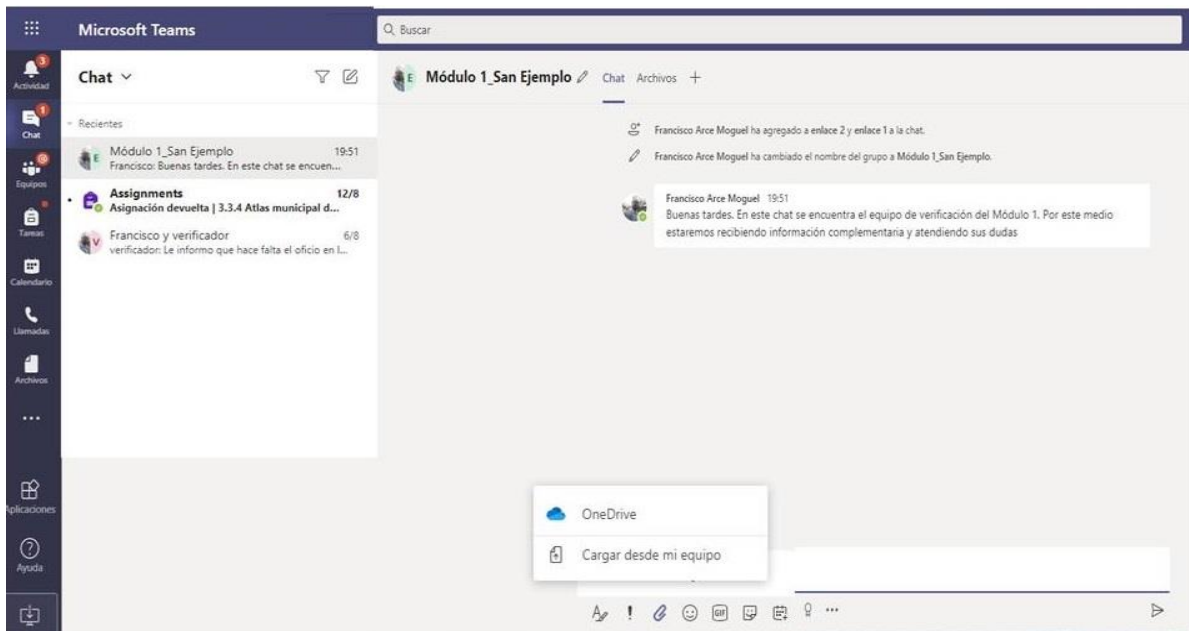 Microsoft Teams
Buscar
3
Actividad
1
Chat
Equipos
Tareas
Calendario
Llamadas
Archivos
Aplicaciones
Ayuda
Chat
Recientes
Módulo 1_San Ejemplo 19:51
Francisco: Buenas tardes. En este chat se encuen...
Assignments 12/8
Asignación devuelta | 3.3.4 Atlas municipal d...
Francisco y verificador 6/8
verificador: Le informo que hace falta el oficio en l...
E
V
E Módulo 1_San Ejemplo Chat Archivos
Francisco Arce Moguel ha agregado a enlace 2 y enlace 1 a la chat.
Francisco Arce Moguel ha cambiado el nombre del grupo a Módulo 1_San Ejemplo.
Francisco Arce Moguel 19:51
Buenas tardes. En este chat se encuentra el equipo de verificación del Módulo 1. Por este medio
estaremos recibiendo información complementaria y atendiendo sus dudas
OneDrive
Cargar desde mi equipo
GIF